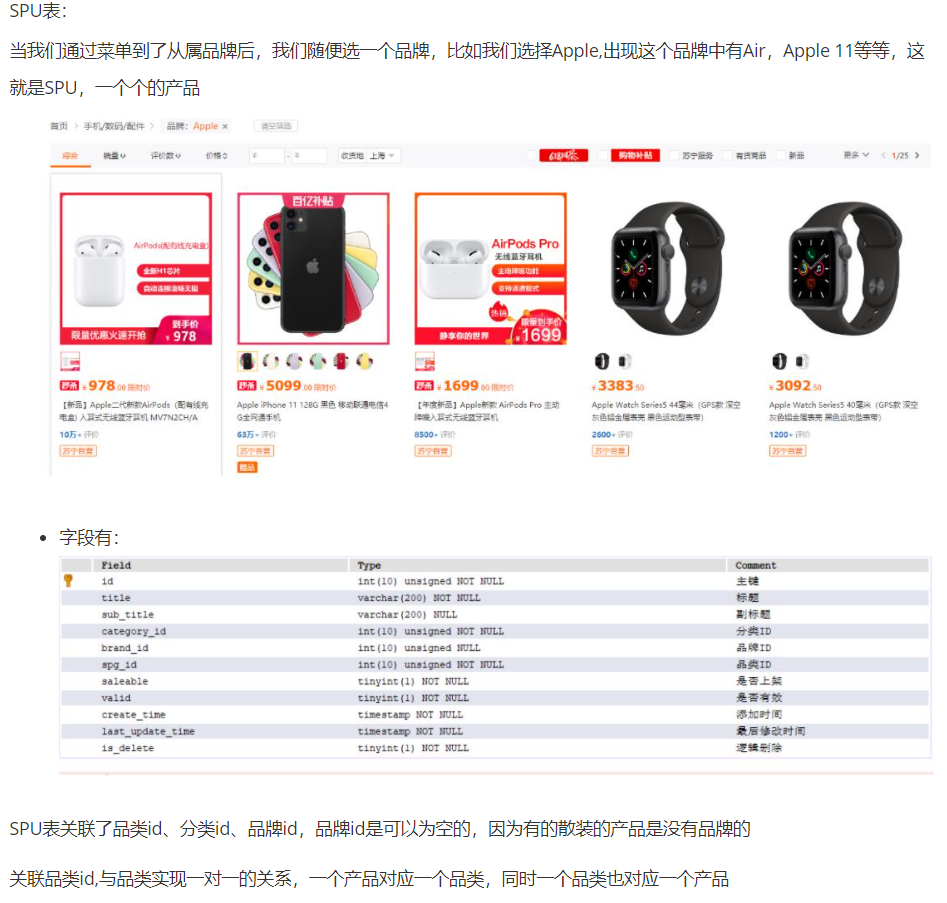 SPU表：
当我们通过菜单到了从属品牌后，我们随便选一个品牌，比如我们选择Apple,出现这个品牌中有Air，Apple 11等等，这
就是SPU，一个个的产品
首页 > 手机/数码/配件 > 品牌：Apple × 清空筛选
综合 销量 评价数 价格 ¥ - ¥ 收货地 上海 购物补贴 苏宁服务 有货商品 新品 更多 < 1/25 >
百亿补贴
AirPods(配有线充电盒)
全新H1芯片
自动连接滚畅无阻
限量优惠火速开抢 到手价 ¥978
AirPods Pro
无线蓝牙耳机
主动降噪功能
支持通透模式
热销
静享你的世界 限量到手价 ¥1699
秒杀 ¥978.00 限时价
秒杀 ¥5099.00 限时价
秒杀 ¥1699.00 限时价
¥3383.50
¥3092.50
【新品】Apple二代新款AirPods（配有线充
电盒）入耳式无线蓝牙耳机 MV7N2CH/A
Apple iPhone 11 128G 黑色 移动联通电信4
G全网通手机
【年度新品】Apple新款 AirPods Pro 主动
降噪入耳式无线蓝牙耳机
Apple Watch Series5 44毫米（GPS款 深空
灰色铝金属表壳 黑色运动型表带）
Apple Watch Series5 40毫米（GPS款 深空
灰色铝金属表壳 黑色运动型表带）
10万+ 评价
63万+ 评价
8500+ 评价
2600+ 评价
1200+ 评价
苏宁自营
苏宁自营
苏宁自营
苏宁自营
苏宁自营
赠品
字段有：
Field Type Comment
id int(10) unsigned NOT NULL 主键
title varchar(200) NOT NULL 标题
sub_title varchar(200) NULL 副标题
category_id int(10) unsigned NOT NULL 分类ID
brand_id int(10) unsigned NULL 品牌ID
spg_id int(10) unsigned NOT NULL 品类ID
saleable tinyint(1) NOT NULL 是否上架
valid tinyint(1) NOT NULL 是否有效
create_time timestamp NOT NULL 添加时间
last_update_time timestamp NOT NULL 最后修改时间
is_delete tinyint(1) NOT NULL 逻辑删除
SPU表关联了品类id、分类id、品牌id，品牌id是可以为空的，因为有的散装的产品是没有品牌的
关联品类id,与品类实现一对一的关系，一个产品对应一个品类，同时一个品类也对应一个产品